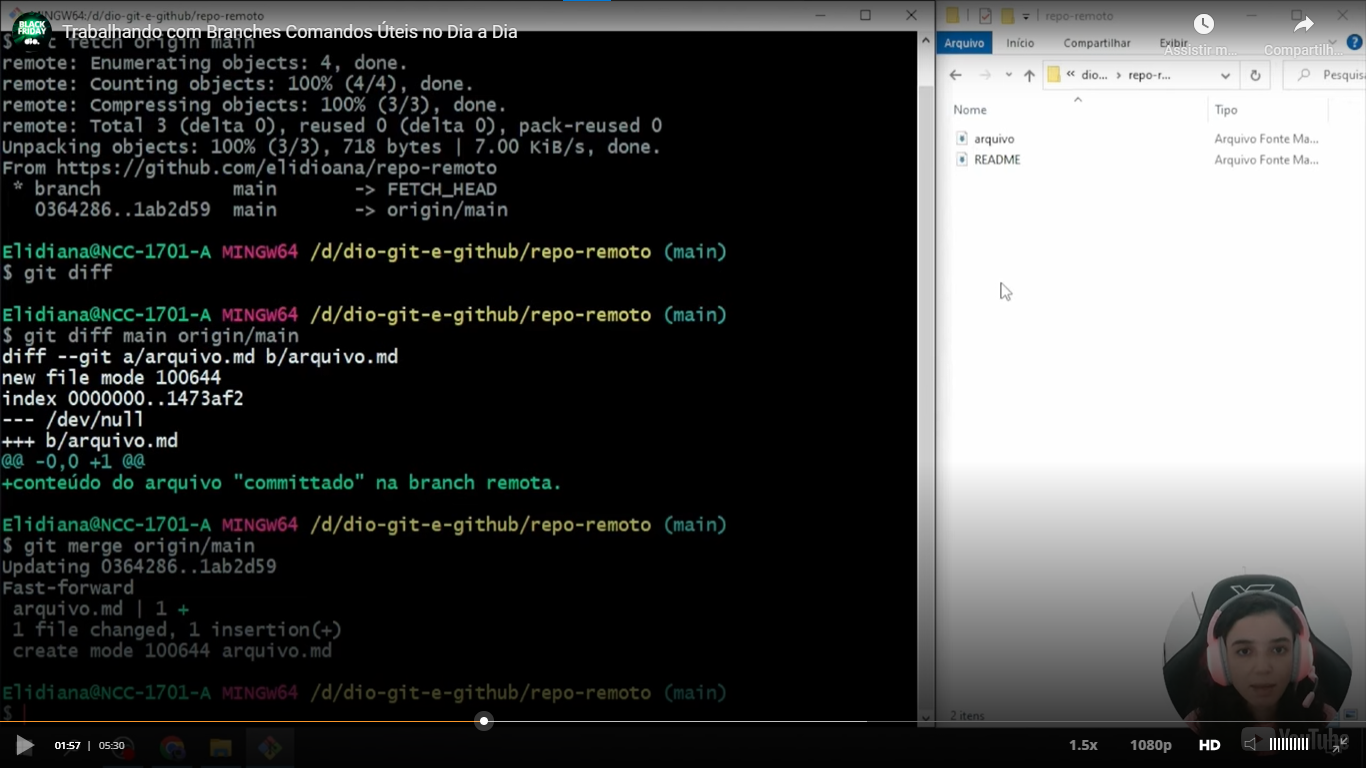 MINGW64:/d/dio-git-e-github/repo-remoto
BLACK
FRIDAY
dio.
Trabalhando com Branches Comandos Úteis no Dia a Dia
fetch origin main
remote: Enumerating objects: 4, done.
remote: Counting objects: 100% (4/4), done.
remote: Compressing objects: 100% (3/3), done.
remote: Total 3 (delta 0), reused 0 (delta 0), pack-reused 0
Unpacking objects: 100% (3/3), 718 bytes | 7.00 KiB/s, done.
From https://github.com/elidioana/repo-remoto
 * branch            main       -> FETCH_HEAD
   0364286..1ab2d59  main       -> origin/main
Elidiana@NCC-1701-A MINGW64 /d/dio-git-e-github/repo-remoto (main)
$ git diff
Elidiana@NCC-1701-A MINGW64 /d/dio-git-e-github/repo-remoto (main)
$ git diff main origin/main
diff --git a/arquivo.md b/arquivo.md
new file mode 100644
index 0000000..1473af2
--- /dev/null
+++ b/arquivo.md
@@ -0,0 +1 @@
+conteúdo do arquivo "committado" na branch remota.
Elidiana@NCC-1701-A MINGW64 /d/dio-git-e-github/repo-remoto (main)
$ git merge origin/main
Updating 0364286..1ab2d59
Fast-forward
 arquivo.md | 1 +
 1 file changed, 1 insertion(+)
 create mode 100644 arquivo.md
Elidiana@NCC-1701-A MINGW64 /d/dio-git-e-github/repo-remoto (main)
$
repo-remoto
Arquivo Início Compartilhar Exibir
Assistir m... Compartilh...
« dio... › repo-r...
Pesquis
Nome Tipo
arquivo Arquivo Fonte Ma...
README Arquivo Fonte Ma...
2 itens
01:57 | 05:30
1.5x 1080p HD
YouTube